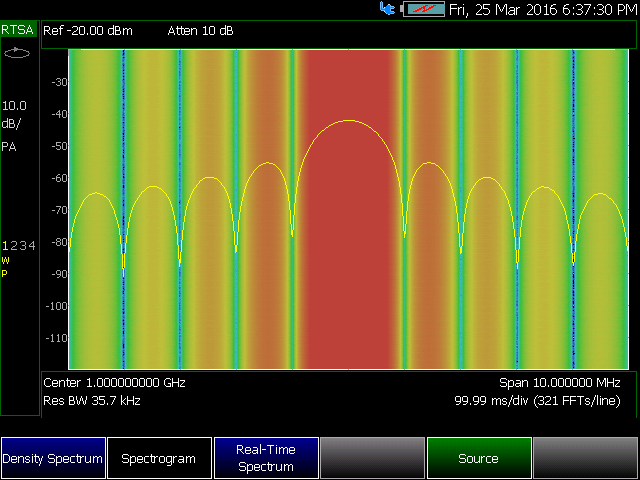 Fri, 25 Mar 2016 6:37:30 PM
RTSA
Ref -20.00 dBm Atten 10 dB
10.0
dB/
PA
1234
W
P
-30
-40
-50
-60
-70
-80
-90
-100
-110
Center 1.000000000 GHz Span 10.000000 MHz
Res BW 35.7 kHz 99.99 ms/div (321 FFTs/line)
Density Spectrum
Spectrogram
Real-Time
Spectrum
Source